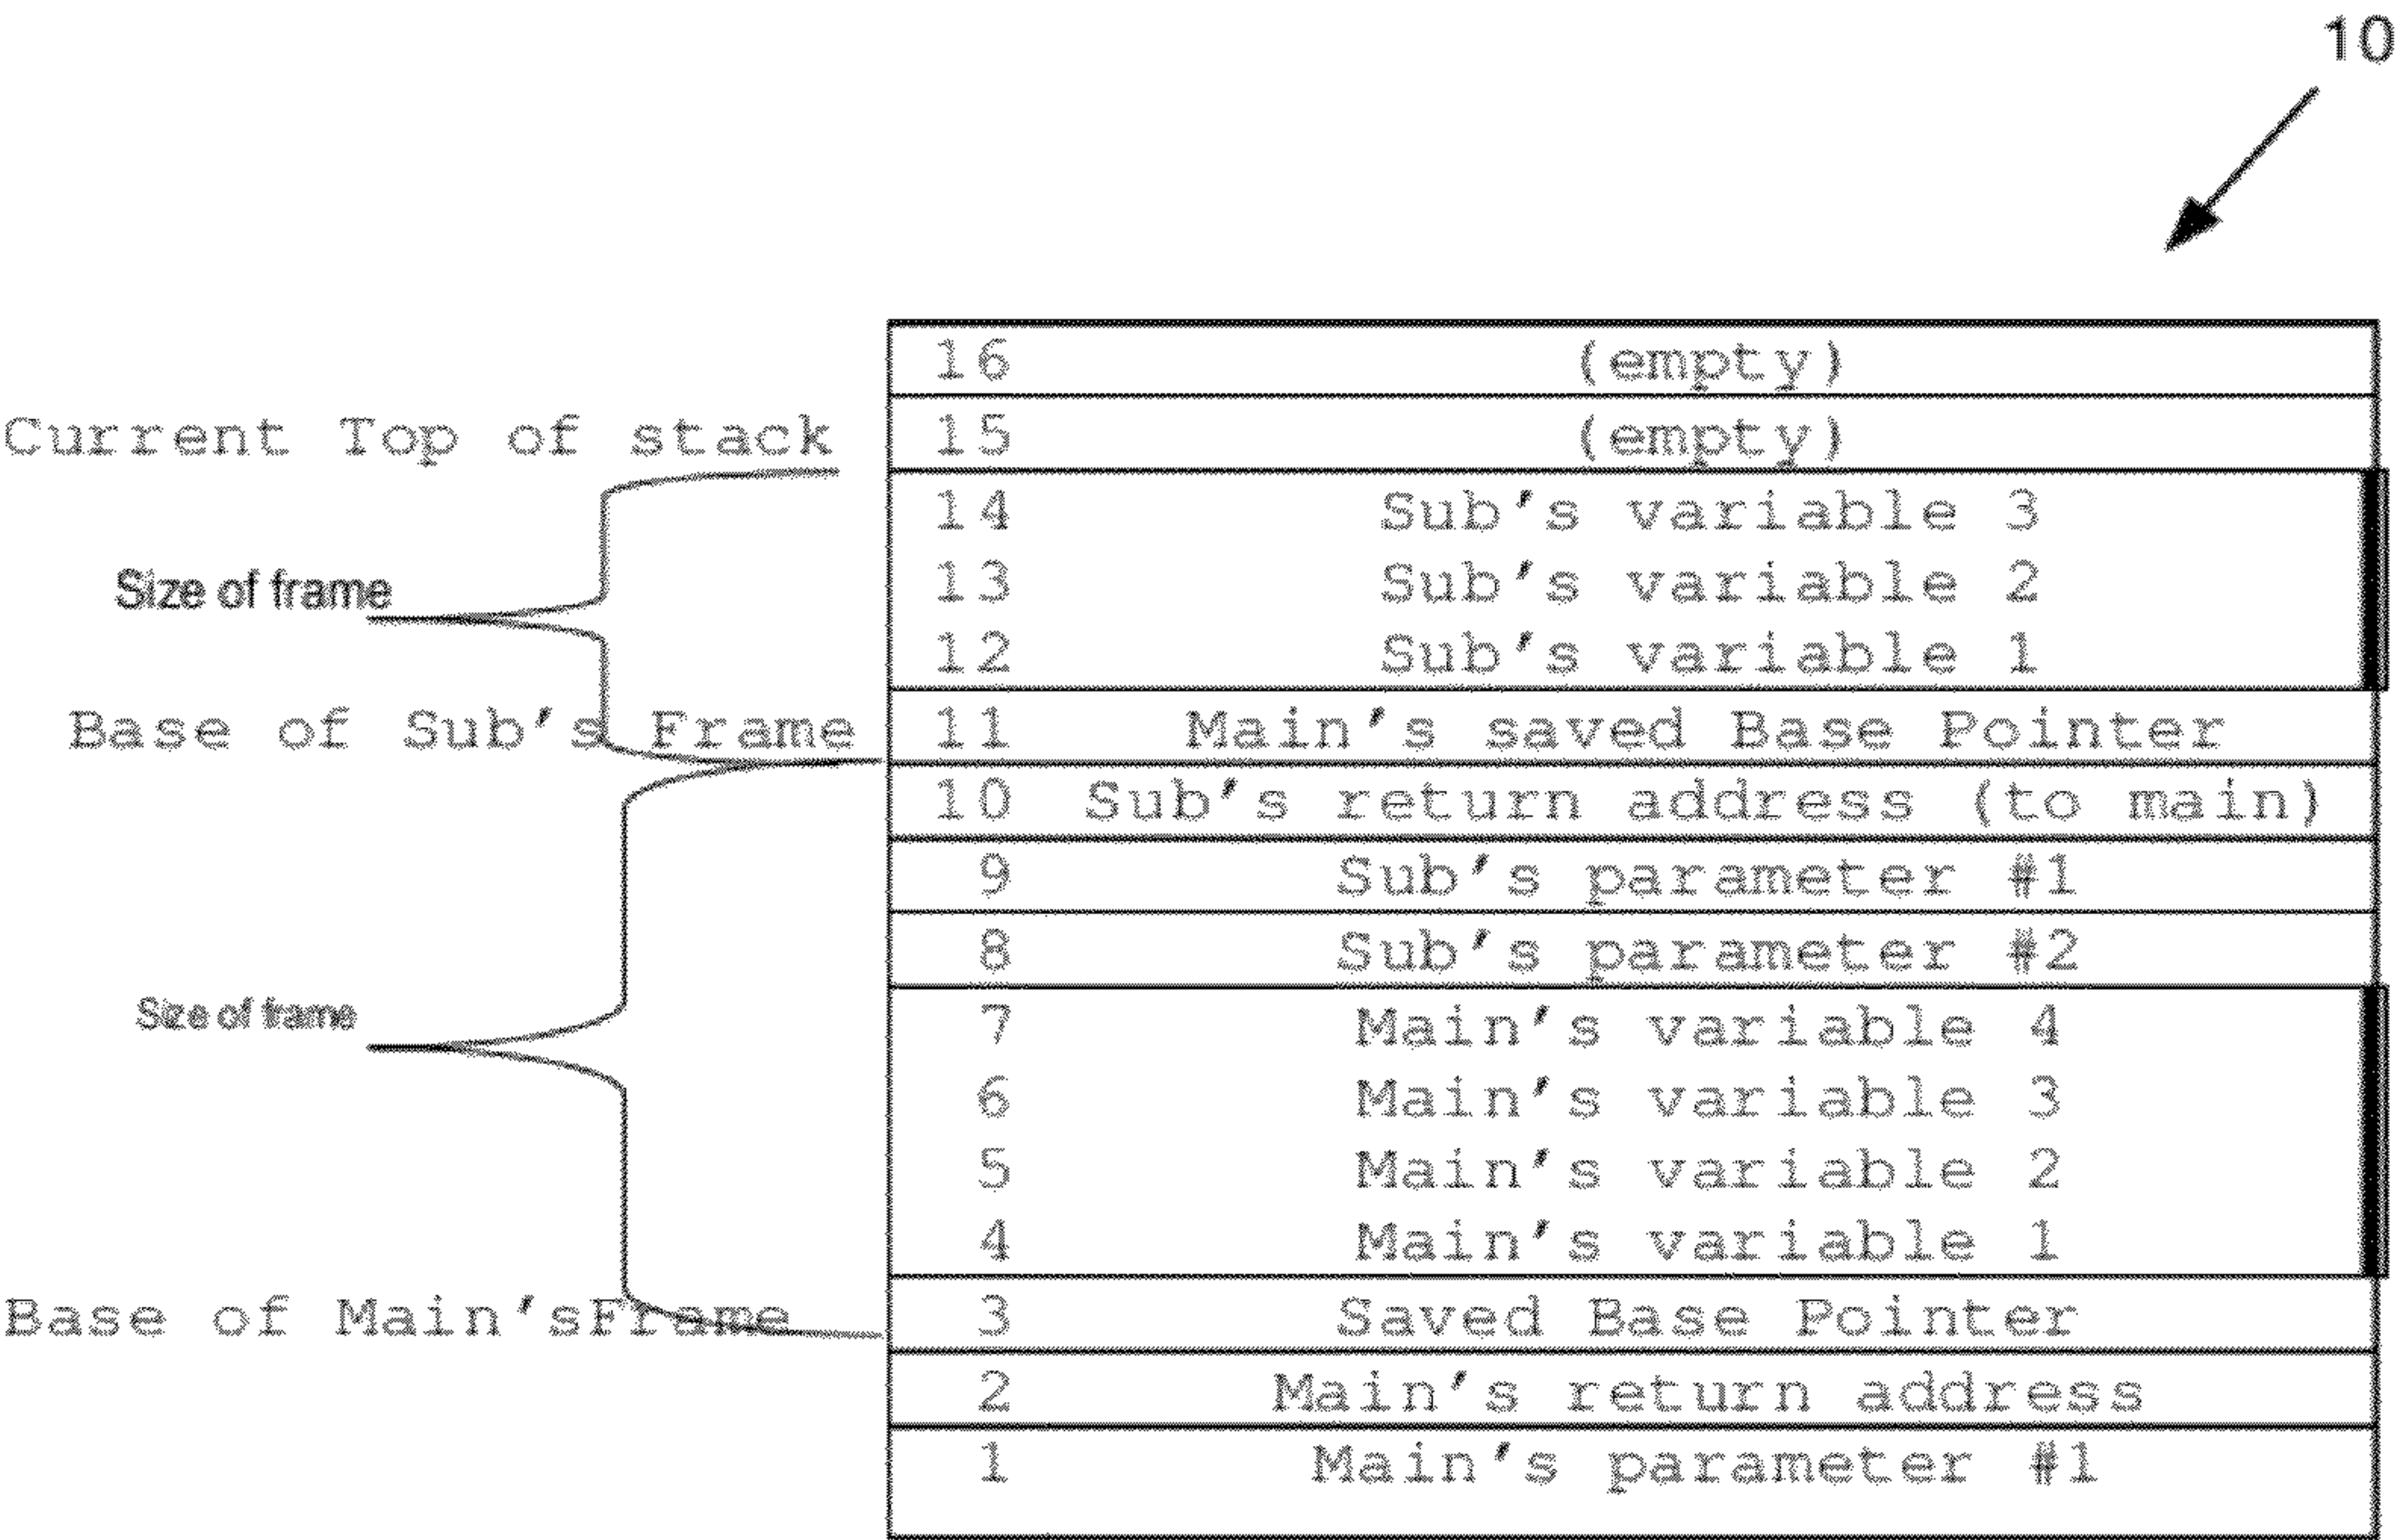 10
16 (empty)
Current Top of stack 15 (empty)
14 Sub's variable 3
Size of frame 13 Sub's variable 2
12 Sub's variable 1
Base of Sub's Frame 11 Main's saved Base Pointer
10 Sub's return address (to main)
9 Sub's parameter #1
8 Sub's parameter #2
Size of frame 7 Main's variable 4
6 Main's variable 3
5 Main's variable 2
4 Main's variable 1
Base of Main'sFrame 3 Saved Base Pointer
2 Main's return address
1 Main's parameter #1